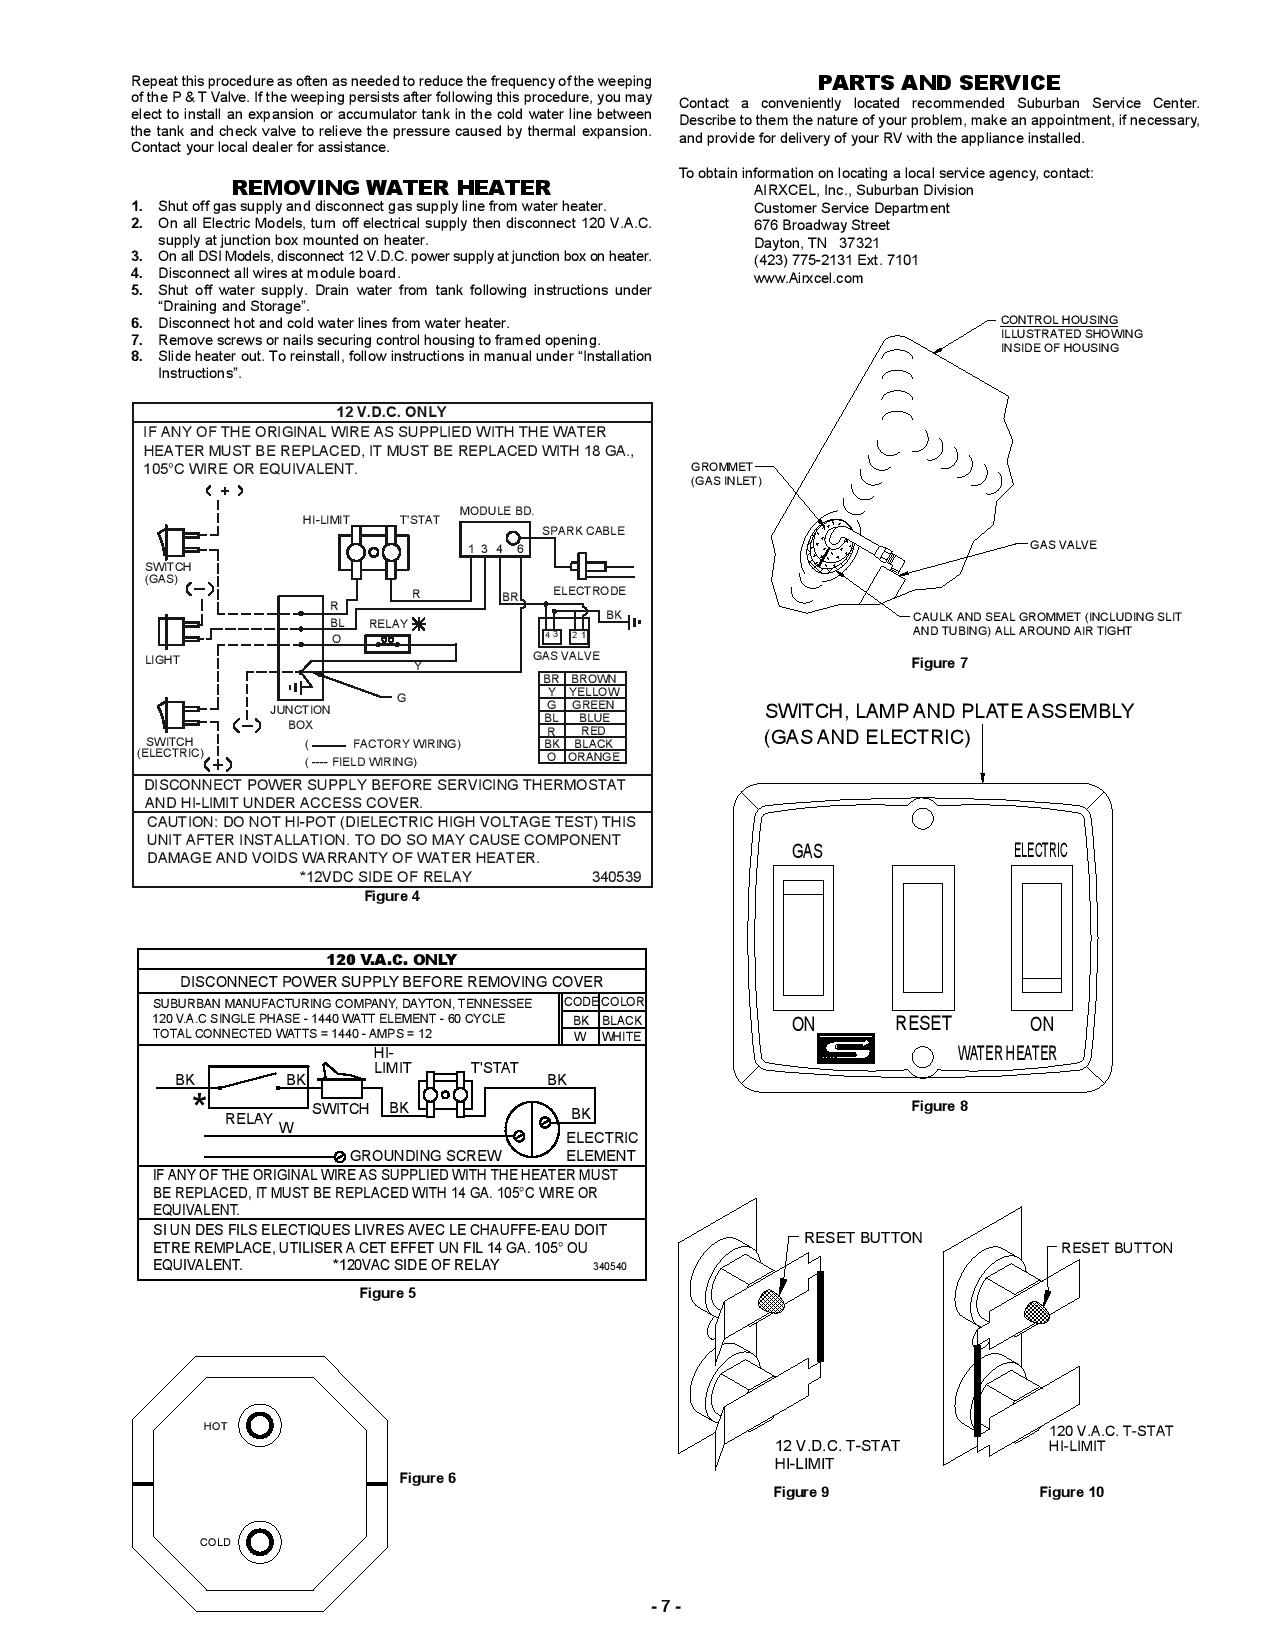 Repeat this procedure as often as needed to reduce the frequency of the weeping
of the P & T Valve. If the weeping persists after following this procedure, you may
elect to install an expansion or accumulator tank in the cold water line between
the tank and check valve to relieve the pressure caused by thermal expansion.
Contact your local dealer for assistance.
REMOVING WATER HEATER
1. Shut off gas supply and disconnect gas supply line from water heater.
2. On all Electric Models, turn off electrical supply then disconnect 120 V.A.C.
supply at junction box mounted on heater.
3. On all DSI Models, disconnect 12 V.D.C. power supply at junction box on heater.
4. Disconnect all wires at module board.
5. Shut off water supply. Drain water from tank following instructions under
“Draining and Storage”.
6. Disconnect hot and cold water lines from water heater.
7. Remove screws or nails securing control housing to framed opening.
8. Slide heater out. To reinstall, follow instructions in manual under “Installation
Instructions”.
12 V.D.C. ONLY
IF ANY OF THE ORIGINAL WIRE AS SUPPLIED WITH THE WATER
HEATER MUST BE REPLACED, IT MUST BE REPLACED WITH 18 GA.,
105°C WIRE OR EQUIVALENT.
( + )
HI-LIMIT T'STAT MODULE BD.
SPARK CABLE
1 3 4 6
SWITCH
(GAS)
(–)
R
BR
ELECTRODE
R
BL
RELAY
BK
O
4 3 2 1
LIGHT
GAS VALVE
Y
G
JUNCTION
BOX
(–)
SWITCH
(ELECTRIC)
(+)
( —— FACTORY WIRING)
( ---- FIELD WIRING)
BR BROWN
Y YELLOW
G GREEN
BL BLUE
R RED
BK BLACK
O ORANGE
DISCONNECT POWER SUPPLY BEFORE SERVICING THERMOSTAT
AND HI-LIMIT UNDER ACCESS COVER.
CAUTION: DO NOT HI-POT (DIELECTRIC HIGH VOLTAGE TEST) THIS
UNIT AFTER INSTALLATION. TO DO SO MAY CAUSE COMPONENT
DAMAGE AND VOIDS WARRANTY OF WATER HEATER.
*12VDC SIDE OF RELAY 340539
Figure 4
120 V.A.C. ONLY
DISCONNECT POWER SUPPLY BEFORE REMOVING COVER
SUBURBAN MANUFACTURING COMPANY, DAYTON, TENNESSEE
120 V.A.C SINGLE PHASE - 1440 WATT ELEMENT - 60 CYCLE
TOTAL CONNECTED WATTS = 1440 - AMPS = 12
CODE COLOR
BK BLACK
W WHITE
HI-
LIMIT T'STAT
BK BK BK
*
RELAY
SWITCH BK
BK
W
ELECTRIC
ELEMENT
GROUNDING SCREW
IF ANY OF THE ORIGINAL WIRE AS SUPPLIED WITH THE HEATER MUST
BE REPLACED, IT MUST BE REPLACED WITH 14 GA. 105°C WIRE OR
EQUIVALENT.
SI UN DES FILS ELECTIQUES LIVRES AVEC LE CHAUFFE-EAU DOIT
ETRE REMPLACE, UTILISER A CET EFFET UN FIL 14 GA. 105° OU
EQUIVALENT. *120VAC SIDE OF RELAY 340540
Figure 5
HOT
COLD
Figure 6
PARTS AND SERVICE
Contact a conveniently located recommended Suburban Service Center.
Describe to them the nature of your problem, make an appointment, if necessary,
and provide for delivery of your RV with the appliance installed.
To obtain information on locating a local service agency, contact:
AIRXCEL, Inc., Suburban Division
Customer Service Department
676 Broadway Street
Dayton, TN 37321
(423) 775-2131 Ext. 7101
www.Airxcel.com
CONTROL HOUSING
ILLUSTRATED SHOWING
INSIDE OF HOUSING
GROMMET
(GAS INLET)
GAS VALVE
CAULK AND SEAL GROMMET (INCLUDING SLIT
AND TUBING) ALL AROUND AIR TIGHT
Figure 7
SWITCH, LAMP AND PLATE ASSEMBLY
(GAS AND ELECTRIC)
GAS ELECTRIC
ON RESET ON
WATER HEATER
Figure 8
RESET BUTTON
12 V.D.C. T-STAT
HI-LIMIT
Figure 9
RESET BUTTON
120 V.A.C. T-STAT
HI-LIMIT
Figure 10
- 7 -